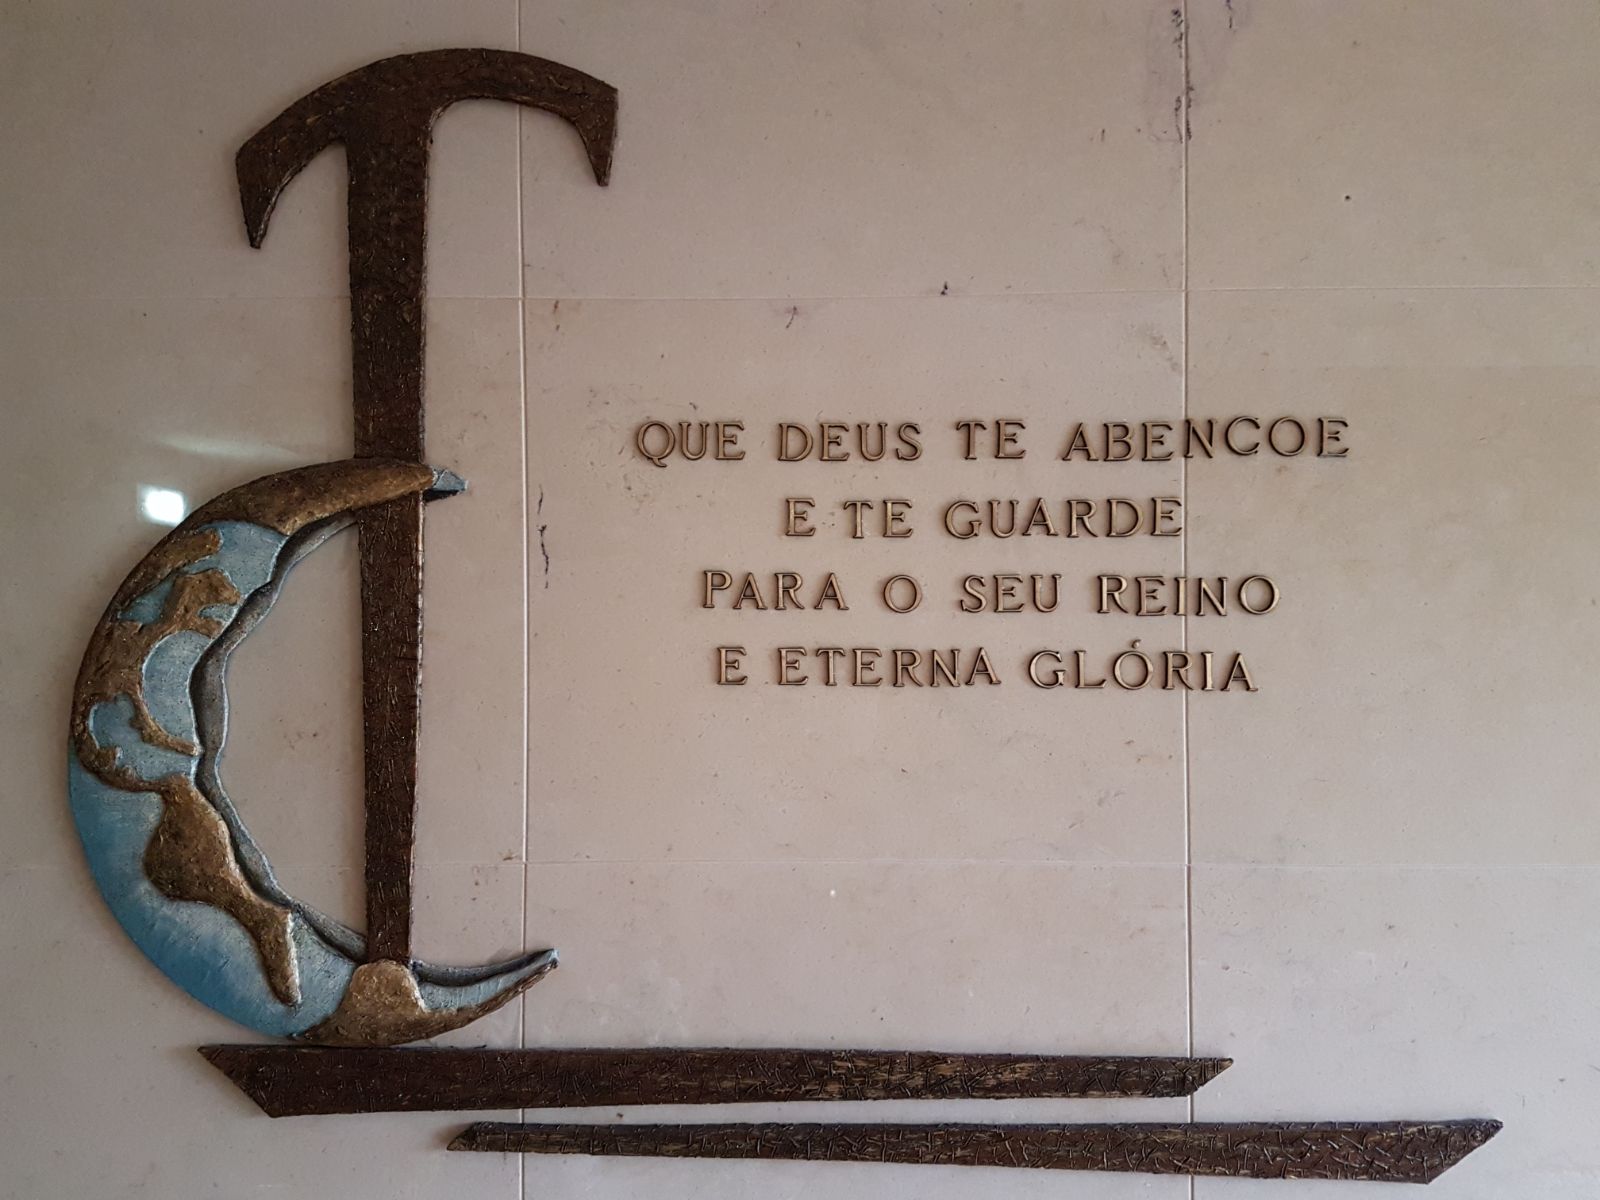 QUE DEUS TE ABENCOE
E TE GUARDE
PARA O SEU REINO
E ETERNA GLÓRIA